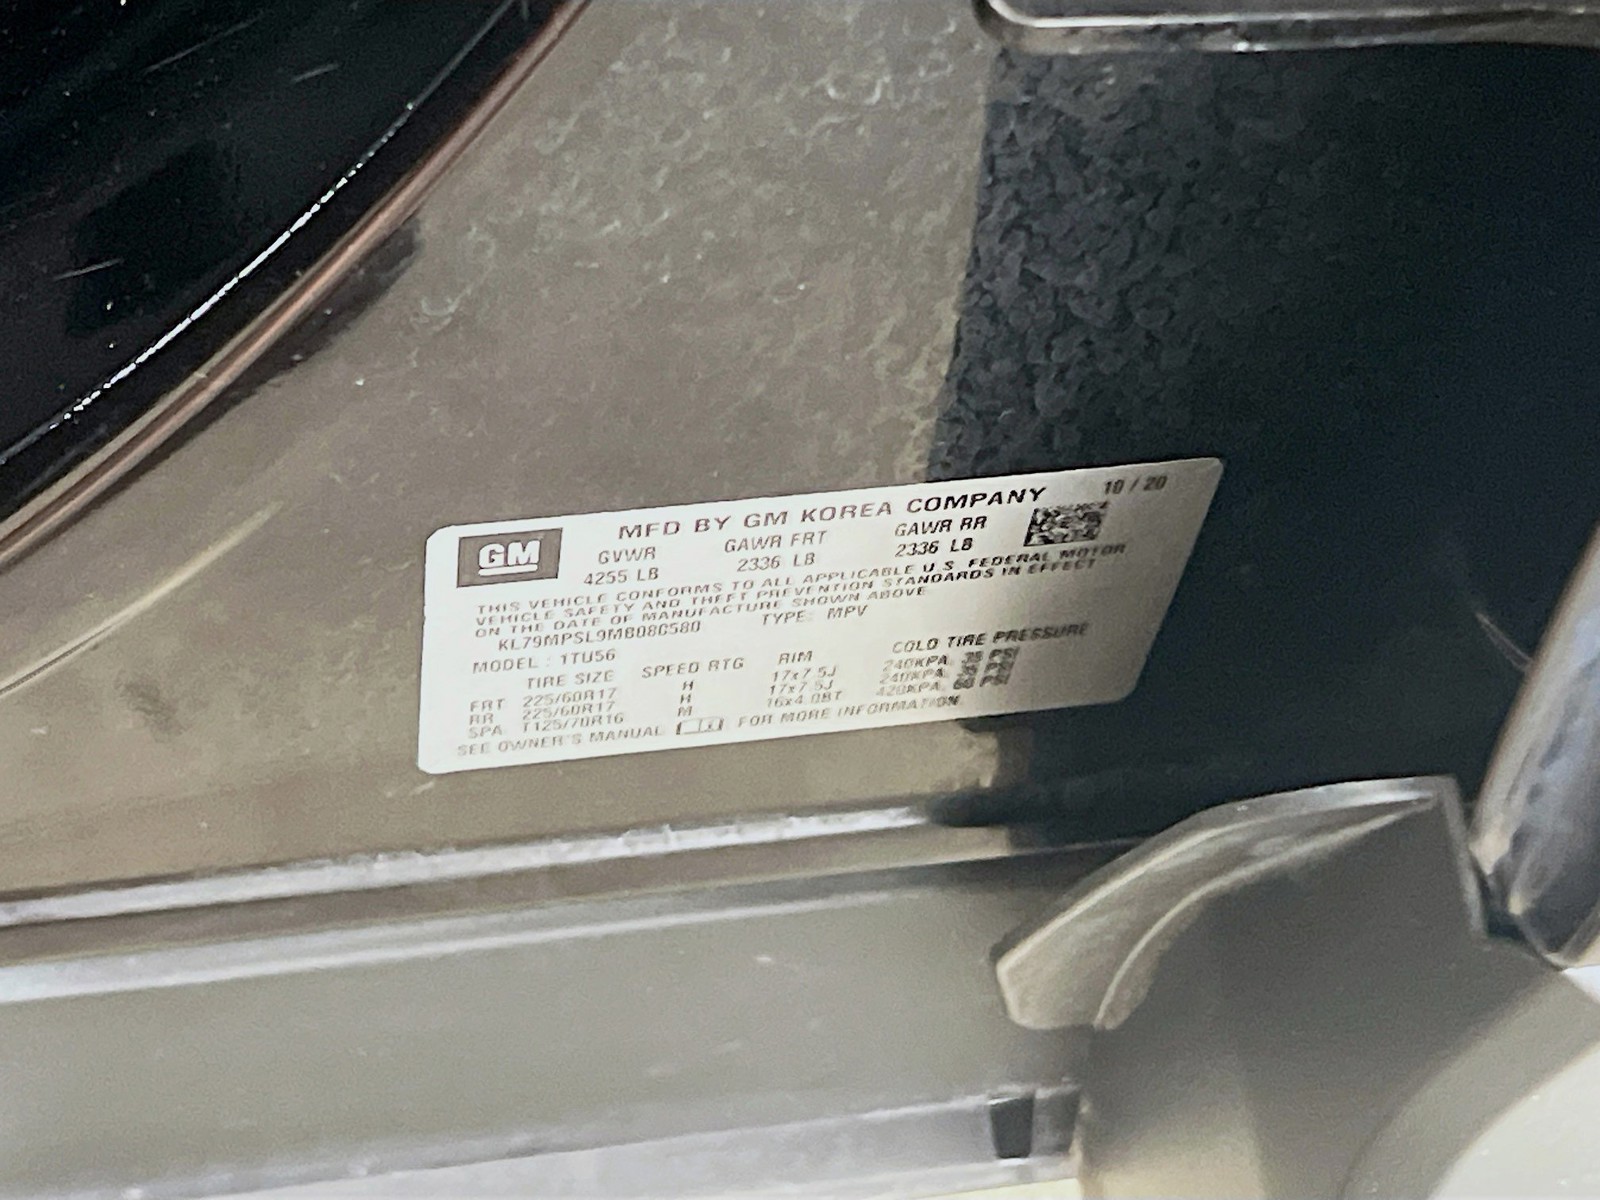 GM
MFD BY GM KOREA COMPANY 10 / 20
GVWR GAWR FRT GAWR RR
4255 LB 2336 LB 2336 LB
THIS VEHICLE CONFORMS TO ALL APPLICABLE U.S. FEDERAL MOTOR
VEHICLE SAFETY AND THEFT PREVENTION STANDARDS IN EFFECT
ON THE DATE OF MANUFACTURE SHOWN ABOVE
TYPE: MPV
MODEL : 1TU56
TIRE SIZE SPEED RTG RIM COLD TIRE PRESSURE
FRT 225/60R17 H 17x7.5J 240KPA, 35 PSI
RR 225/60R17 H 17x7.5J 240KPA, 35 PSI
SPA T125/70R16 M 16x4.0BT 420KPA, 60 PSI
SEE OWNER'S MANUAL FOR MORE INFORMATION.